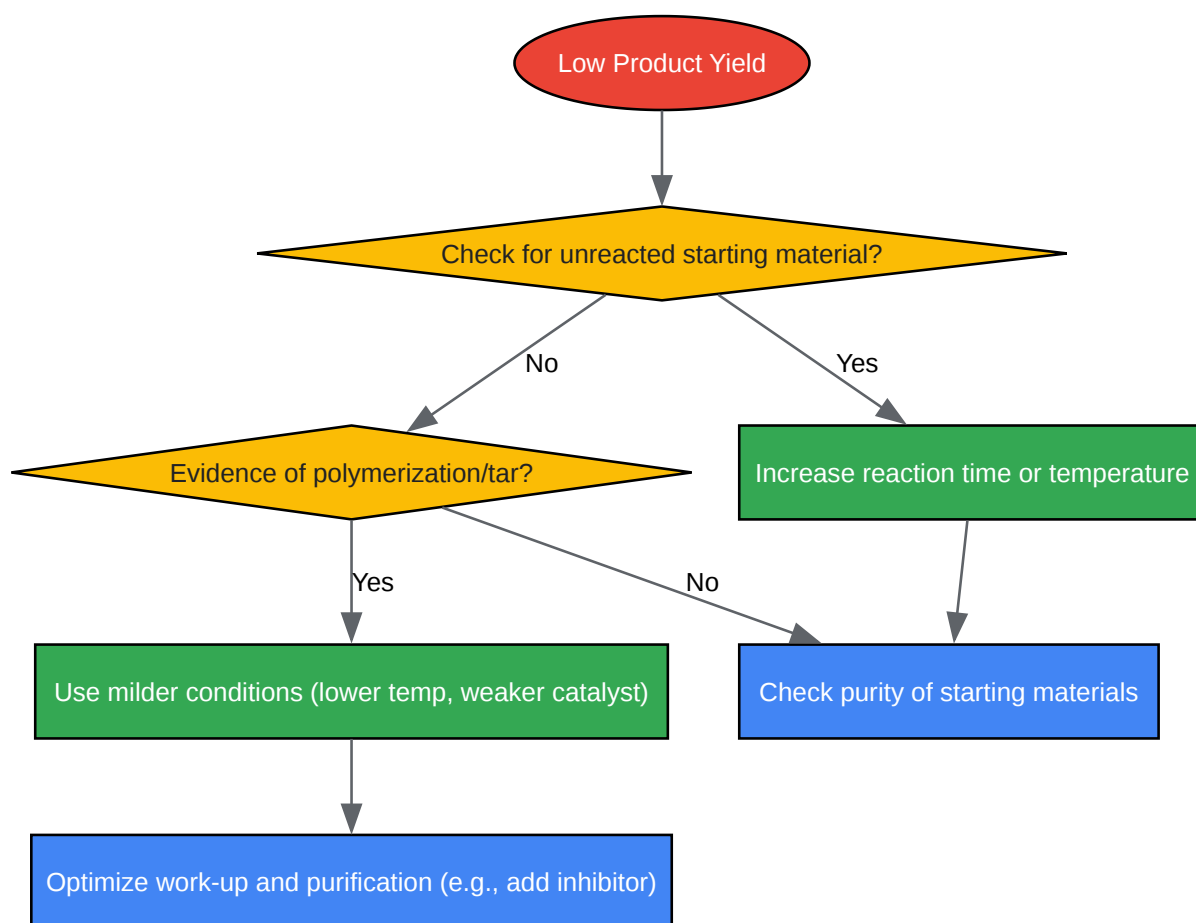 Low Product Yield
Check for unreacted starting material?
No
Yes
Evidence of polymerization/tar?
Increase reaction time or temperature
Yes
No
Use milder conditions (lower temp, weaker catalyst)
Check purity of starting materials
Optimize work-up and purification (e.g., add inhibitor)